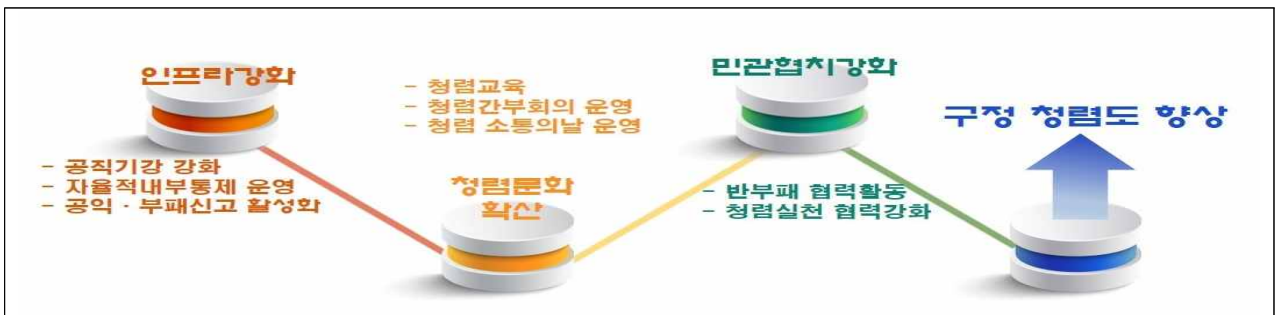 인프라강화
- 공직기강 강화
- 자율적내부통제 운영
- 공익 · 부패신고 활성화
- 청렴교육
- 청렴간부회의 운영
- 청렴 소통의날 운영
청렴문화
확산
민관협치강화
- 반부패 협력활동
- 청렴실천 협력강화
구정 청렴도 향상